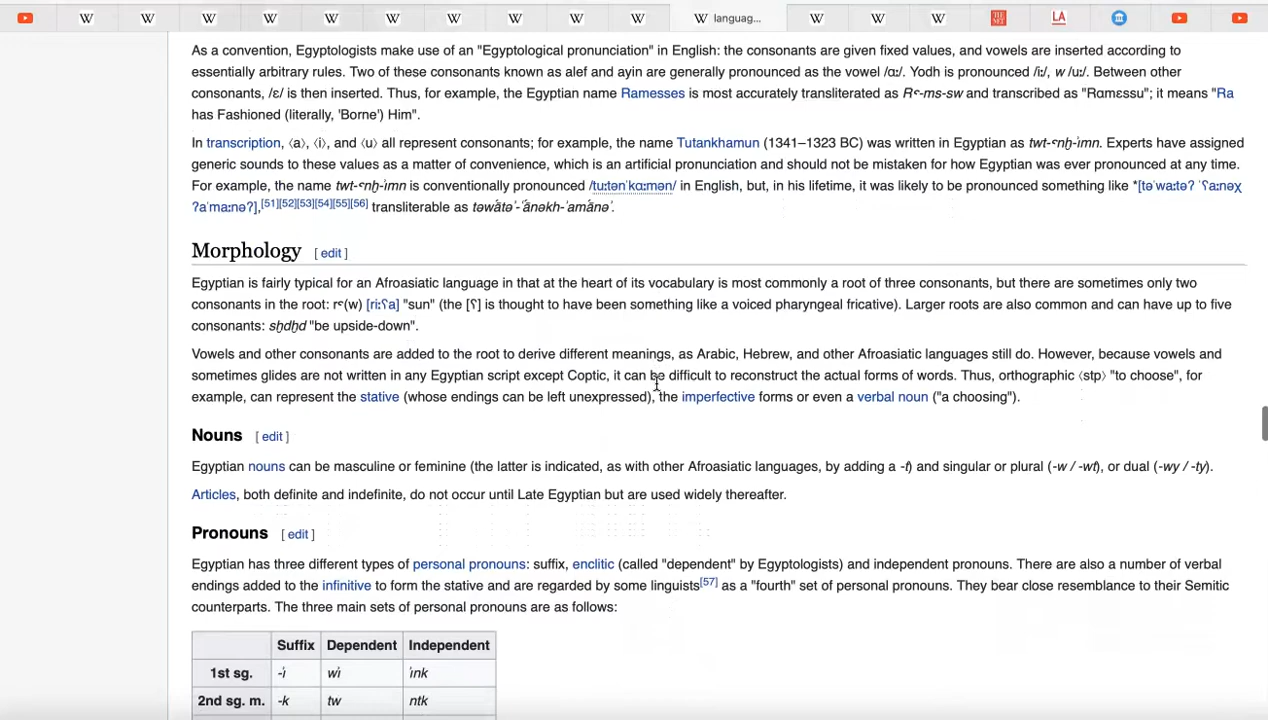 languag...
As a convention, Egyptologists make use of an "Egyptological pronunciation" in English: the consonants are given fixed values, and vowels are inserted according to
essentially arbitrary rules. Two of these consonants known as alef and ayin are generally pronounced as the vowel /ɑː/. Yodh is pronounced /iː/, w /uː/. Between other
consonants, /ɛ/ is then inserted. Thus, for example, the Egyptian name Ramesses is most accurately transliterated as Rꜥ-ms-sw and transcribed as "Rɑmɛssu"; it means "Ra
has Fashioned (literally, 'Borne') Him".
In transcription, ⟨a⟩, ⟨i⟩, and ⟨u⟩ all represent consonants; for example, the name Tutankhamun (1341–1323 BC) was written in Egyptian as twt-ꜥnḫ-ı͗mn. Experts have assigned
generic sounds to these values as a matter of convenience, which is an artificial pronunciation and should not be mistaken for how Egyptian was ever pronounced at any time.
For example, the name twt-ꜥnḫ-ı͗mn is conventionally pronounced /tuːtənˈkɑːmən/ in English, but, in his lifetime, it was likely to be pronounced something like *[təˈwaːtəʔ ˈʕaːnəχ
ʔaˈmaːnəʔ],[51][52][53][54][55][56] transliterable as təwā́təʾ-ʿā́nəkh-ʾamā́nəʾ.
Morphology [ edit ]
Egyptian is fairly typical for an Afroasiatic language in that at the heart of its vocabulary is most commonly a root of three consonants, but there are sometimes only two
consonants in the root: rꜥ(w) [riːʕa] "sun" (the [ʕ] is thought to have been something like a voiced pharyngeal fricative). Larger roots are also common and can have up to five
consonants: sḫdḫd "be upside-down".
Vowels and other consonants are added to the root to derive different meanings, as Arabic, Hebrew, and other Afroasiatic languages still do. However, because vowels and
sometimes glides are not written in any Egyptian script except Coptic, it can be difficult to reconstruct the actual forms of words. Thus, orthographic ⟨stp⟩ "to choose", for
example, can represent the stative (whose endings can be left unexpressed), the imperfective forms or even a verbal noun ("a choosing").
Nouns [ edit ]
Egyptian nouns can be masculine or feminine (the latter is indicated, as with other Afroasiatic languages, by adding a -t) and singular or plural (-w / -wt), or dual (-wy / -ty).
Articles, both definite and indefinite, do not occur until Late Egyptian but are used widely thereafter.
Pronouns [ edit ]
Egyptian has three different types of personal pronouns: suffix, enclitic (called "dependent" by Egyptologists) and independent pronouns. There are also a number of verbal
endings added to the infinitive to form the stative and are regarded by some linguists[57] as a "fourth" set of personal pronouns. They bear close resemblance to their Semitic
counterparts. The three main sets of personal pronouns are as follows:
Suffix Dependent Independent
1st sg. -ı͗ wı͗ ı͗nk
2nd sg. m. -k tw ntk